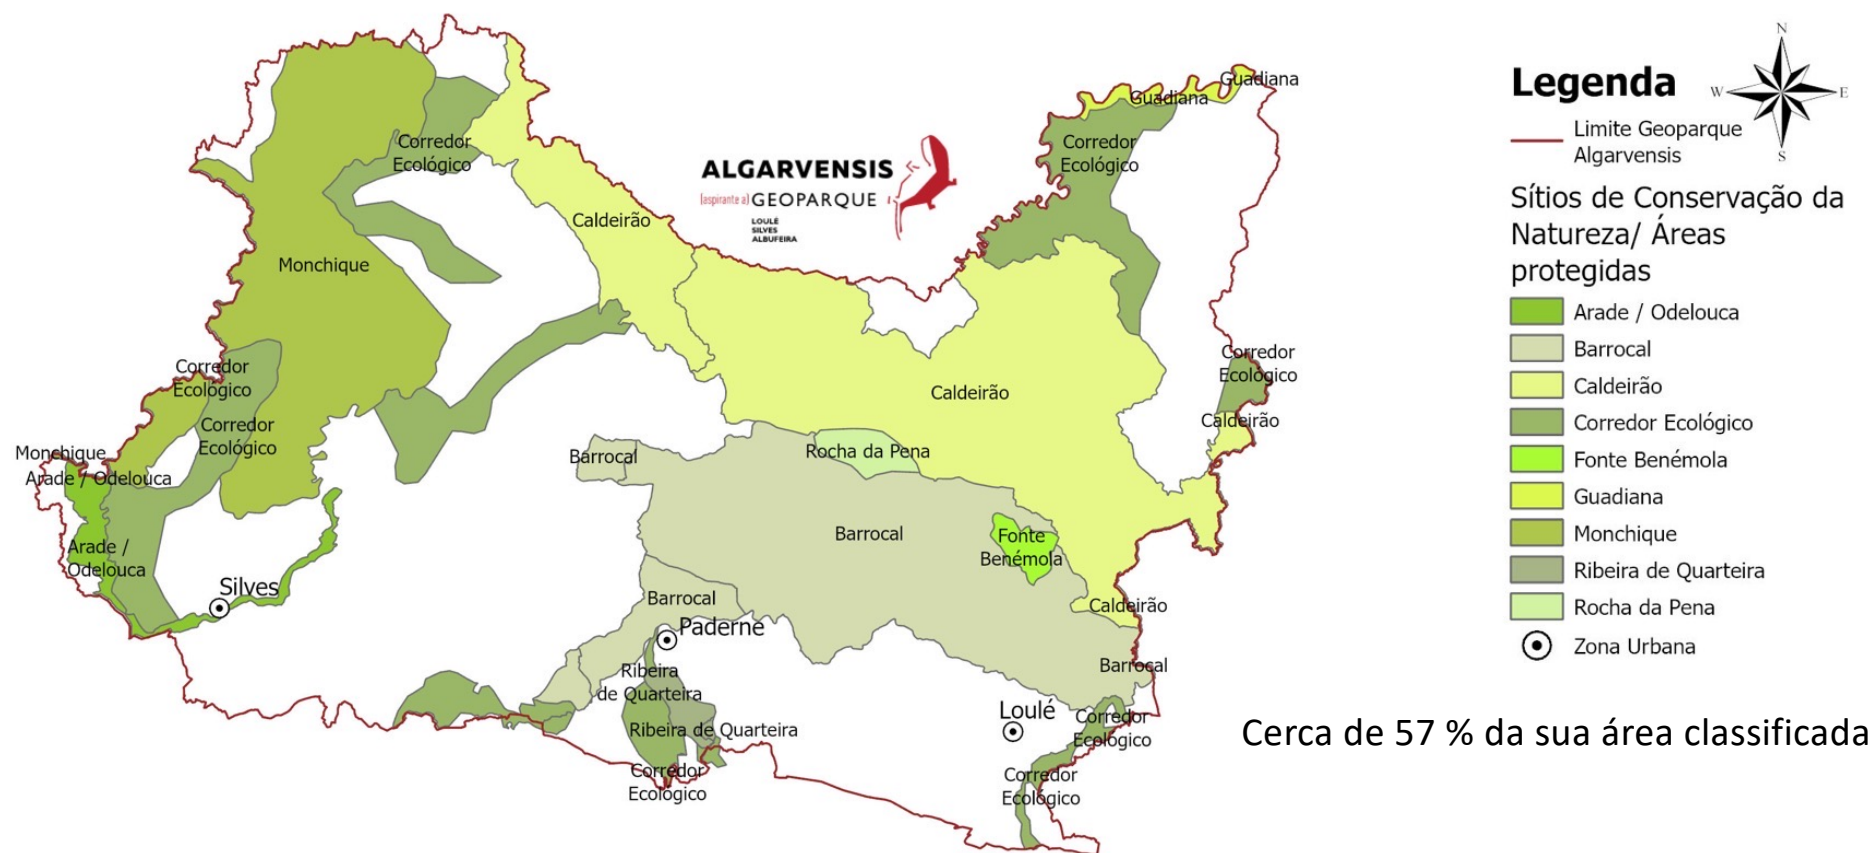 Guadiana
Guadiana
Corredor
Ecológico
Corredor
Ecológico
ALGARVENSIS
(aspirante a) GEOPARQUE
LOULÉ
SILVES
ALBUFEIRA
Caldeirão
Monchique
Corredor
Ecológico
Corredor
Ecológico
Caldeirão
Corredor
Ecológico
Caldeirão
Monchique
Arade / Odelouca
Barrocal
Rocha da Pena
Barrocal
Fonte
Benémola
Arade /
Odelouca
Silves
Barrocal
Caldeirão
Paderne
Barrocal
Ribeira
de Quarteira
Ribeira de Quarteira
Loulé
Corredor
Ecológico
Corredor
Ecológico
Corredor
Ecológico
Legenda
N
W
E
S
Limite Geoparque
Algarvensis
Sítios de Conservação da
Natureza/ Áreas
protegidas
Arade / Odelouca
Barrocal
Caldeirão
Corredor Ecológico
Fonte Benémola
Guadiana
Monchique
Ribeira de Quarteira
Rocha da Pena
Zona Urbana
Cerca de 57 % da sua área classificada